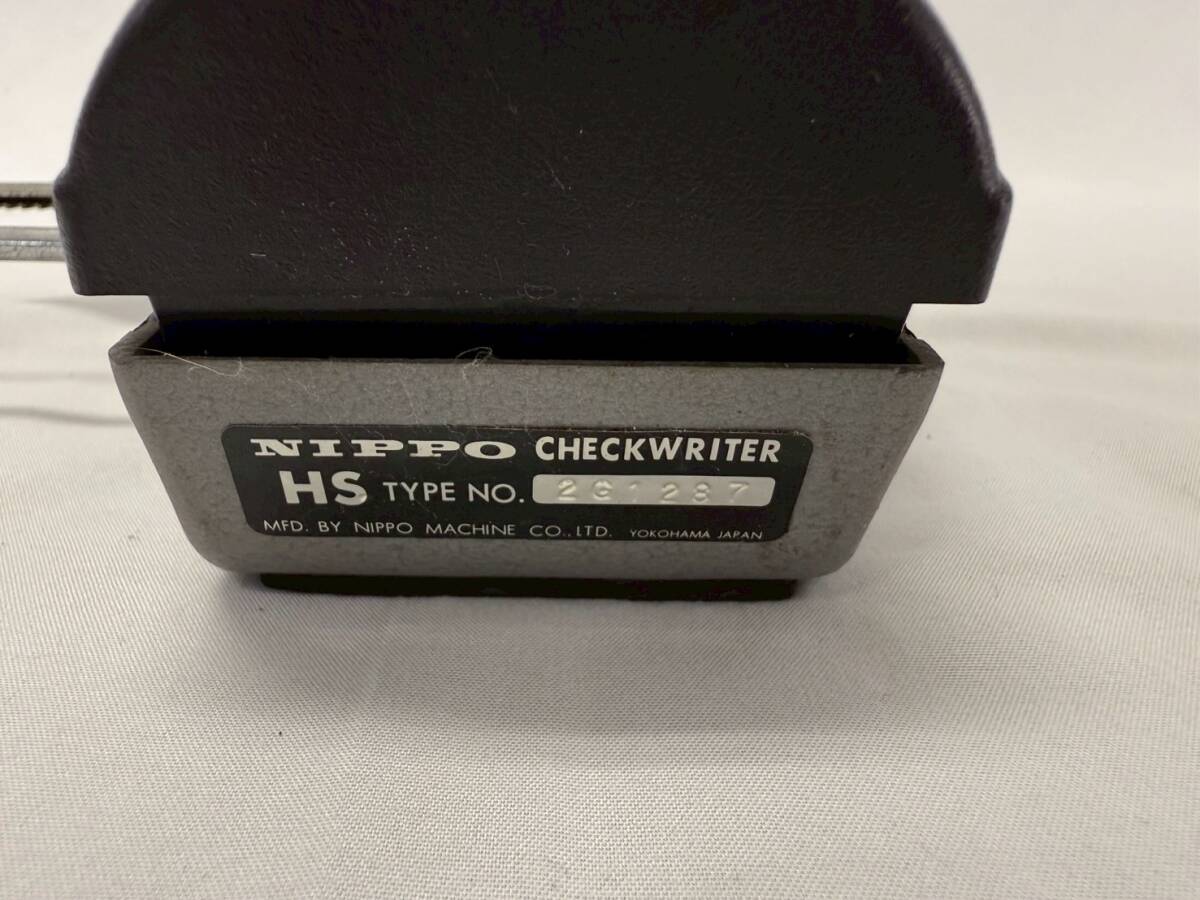 NIPPO CHECKWRITER
HS TYPE NO. 2G1287
MFD. BY NIPPO MACHINE CO.,LTD. YOKOHAMA JAPAN